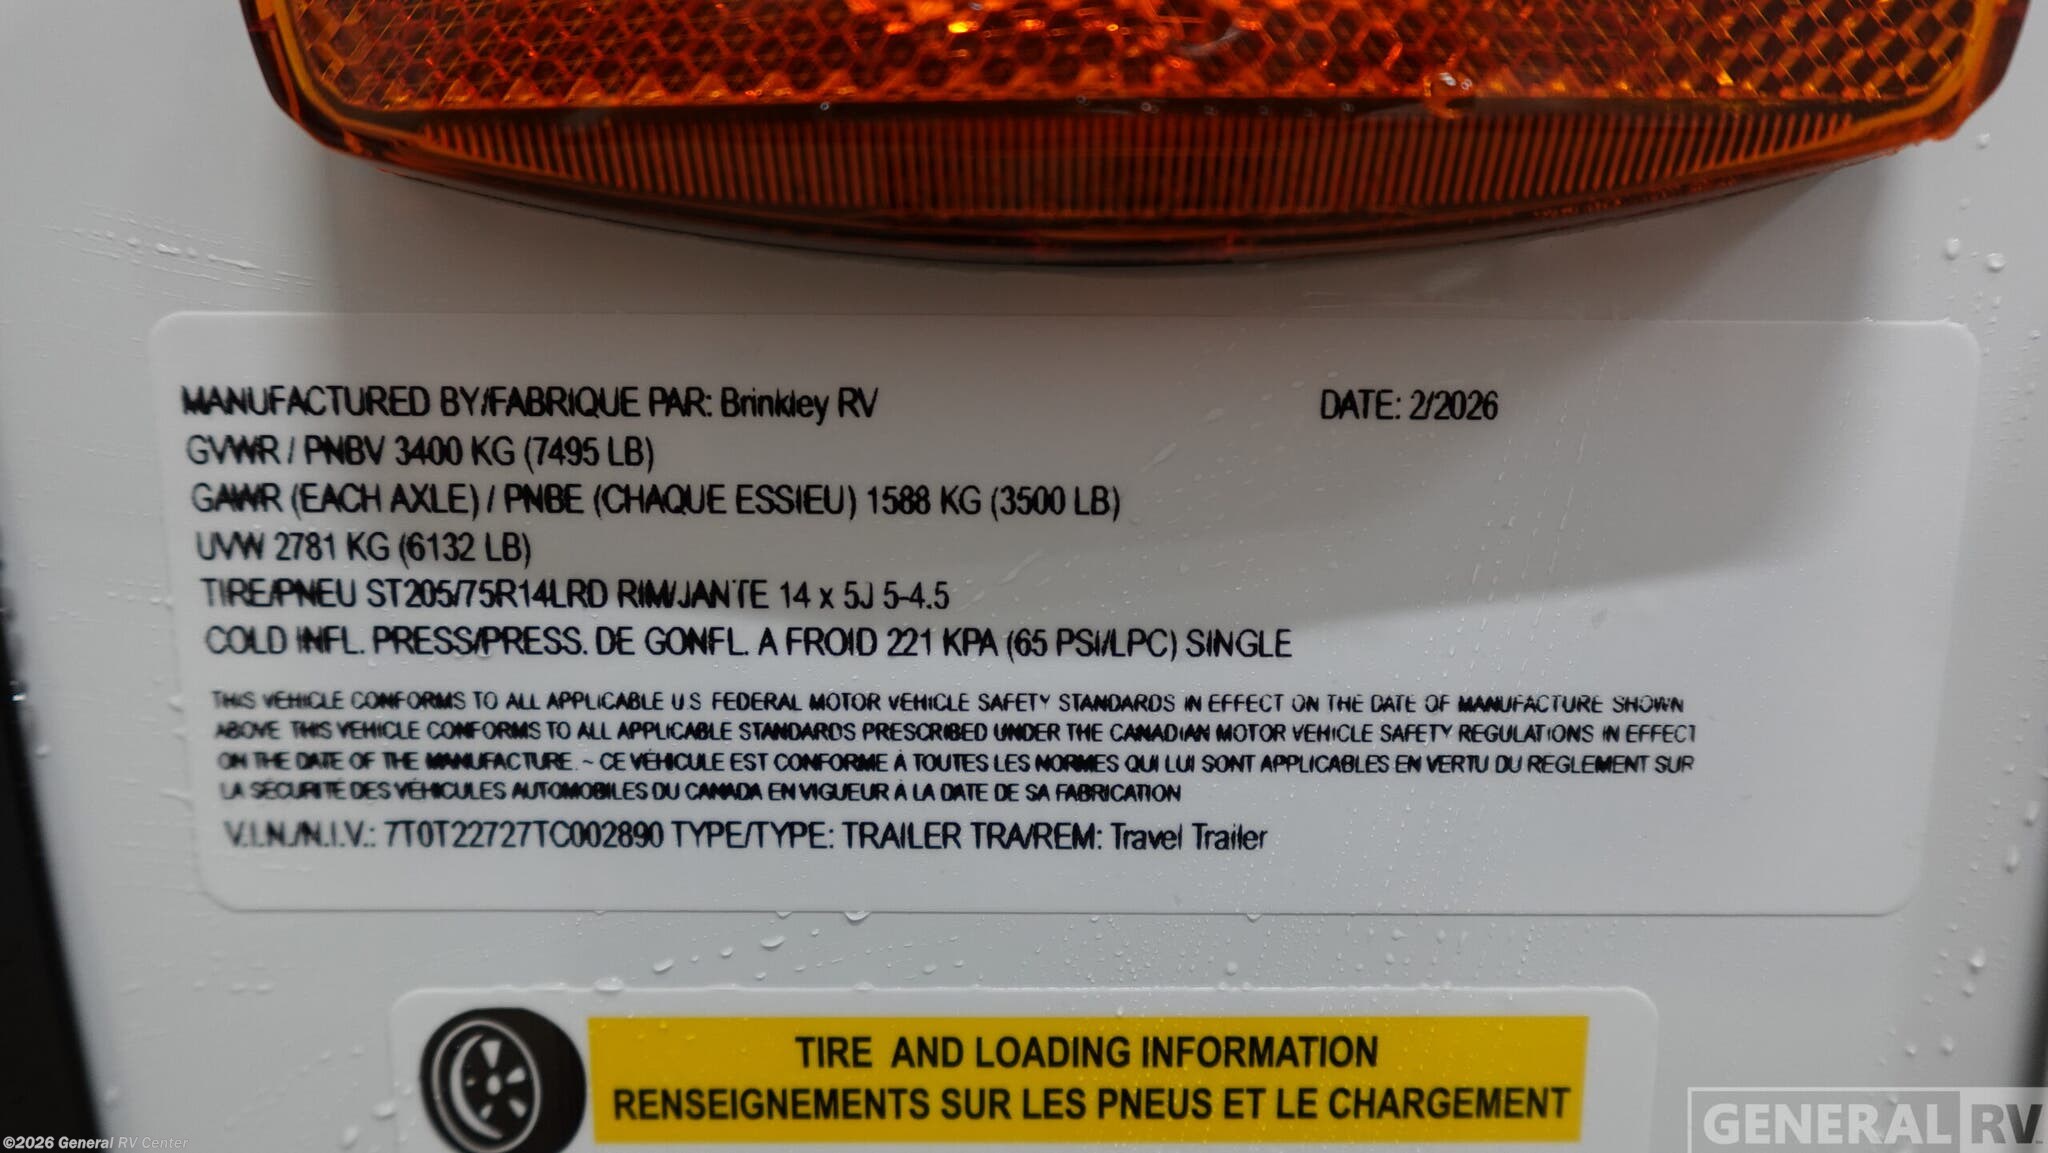 MANUFACTURED BY/FABRIQUE PAR: Brinkley RV DATE: 2/2026
GVWR / PNBV 3400 KG (7495 LB)
GAWR (EACH AXLE) / PNBE (CHAQUE ESSIEU) 1588 KG (3500 LB)
UVW 2781 KG (6132 LB)
TIRE/PNEU ST205/75R14LRD RIM/JANTE 14 x 5J 5-4.5
COLD INFL. PRESS/PRESS. DE GONFL. A FROID 221 KPA (65 PSI/LPC) SINGLE
THIS VEHICLE CONFORMS TO ALL APPLICABLE U.S FEDERAL MOTOR VEHICLE SAFETY STANDARDS IN EFFECT ON THE DATE OF MANUFACTURE SHOWN
ABOVE THIS VEHICLE CONFORMS TO ALL APPLICABLE STANDARDS PRESCRIBED UNDER THE CANADIAN MOTOR VEHICLE SAFETY REGULATIONS IN EFFECT
ON THE DATE OF THE MANUFACTURE. ~ CE VÉHICULE EST CONFORME À TOUTES LES NORMES QUI LUI SONT APPLICABLES EN VERTU DU REGLEMENT SUR
LA SÉCURITÉ DES VÉHICULES AUTOMOBILES DU CANADA EN VIGUEUR À LA DATE DE SA FABRICATION
V.I.N./N.I.V.: 7T0T22727TC002890 TYPE/TYPE: TRAILER TRA/REM: Travel Trailer
TIRE AND LOADING INFORMATION
RENSEIGNEMENTS SUR LES PNEUS ET LE CHARGEMENT
©2026 General RV Center
GENERAL RV